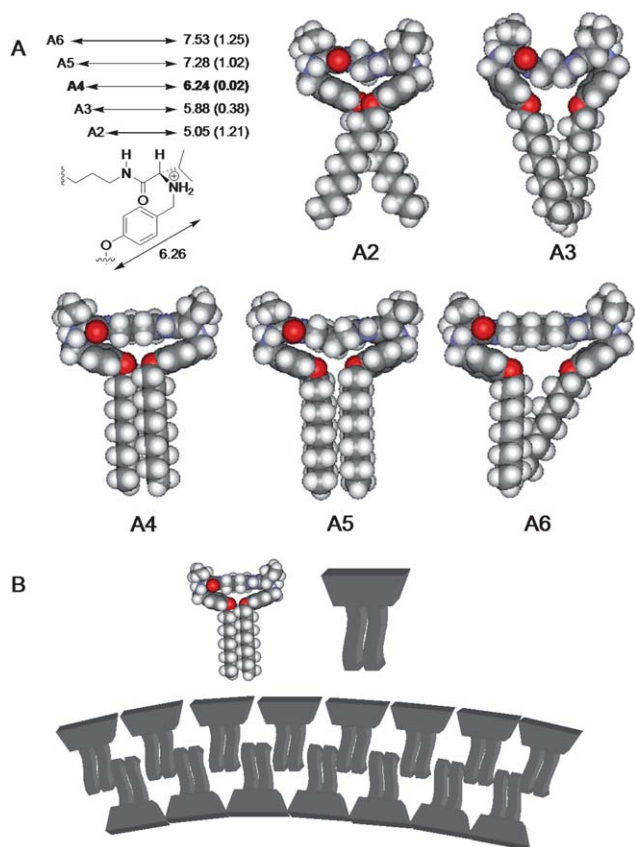 A
A6 7.53 (1.25)
A5 7.28 (1.02)
A4 6.24 (0.02)
A3 5.88 (0.38)
A2 5.05 (1.21)
H H
N
O NH2
+
O
6.26
A2 A3
A4 A5 A6
B